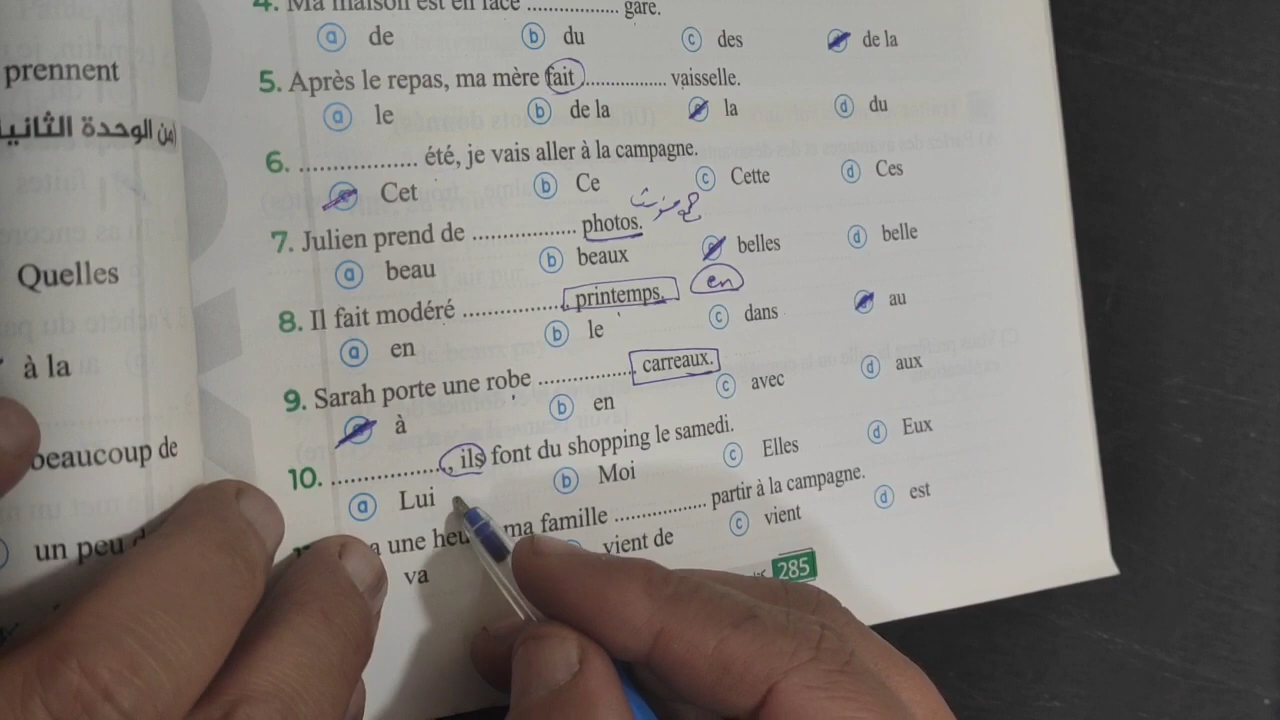 prennent
من الوحدة الثانية
Quelles
à la
beaucoup de
un peu
4. Ma maison est en face .................. gare.
a de b du c des d de la
5. Après le repas, ma mère fait .................. vaisselle.
a le b de la c la d du
6. .................. été, je vais aller à la campagne.
a Cet b Ce c Cette d Ces
7. Julien prend de .................. photos.
a beau b beaux c belles d belle
8. Il fait modéré .................. printemps. en
a en b le c dans d au
9. Sarah porte une robe .................. carreaux.
a à b en c avec d aux
10. .................., ils font du shopping le samedi.
a Lui b Moi c Elles d Eux
a une ma famille .................. partir à la campagne.
va vient de c vient d est
285